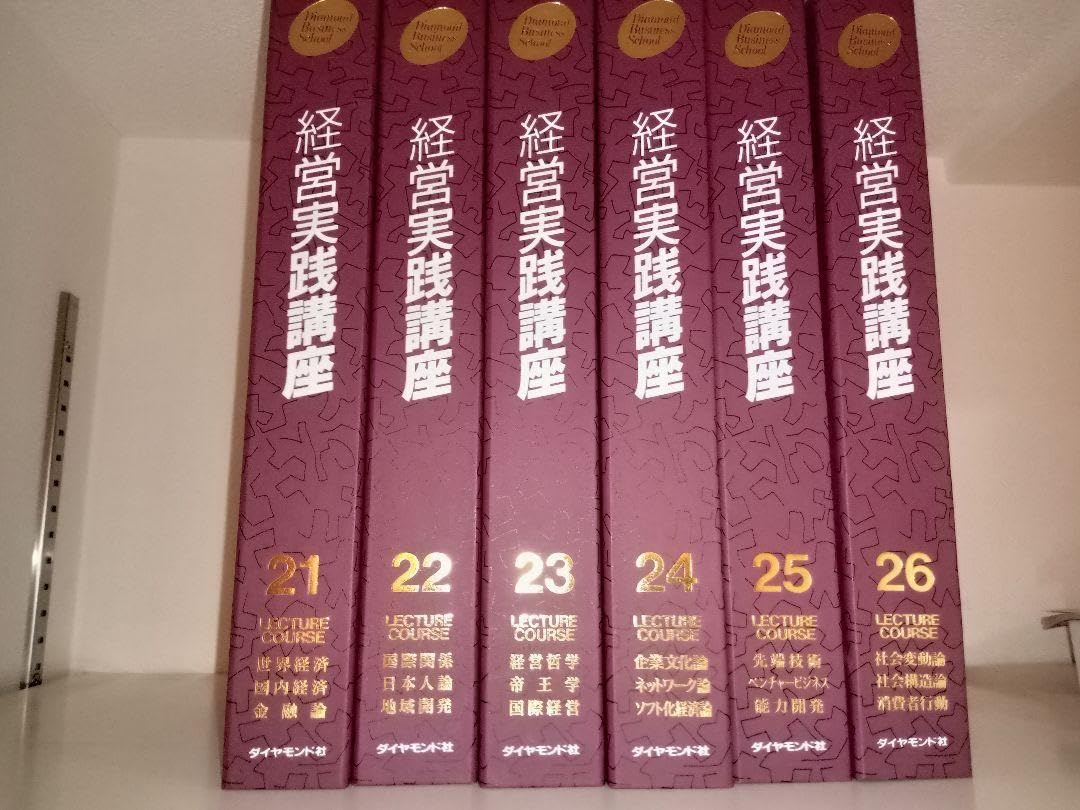 Diamond
Business
School
経営実践講座
21
LECTURE
COURSE
世界経済
国内経済
金融論
ダイヤモンド社
Diamond
Business
School
経営実践講座
22
LECTURE
COURSE
国際関係
日本人論
地域開発
ダイヤモンド社
Diamond
Business
School
経営実践講座
23
LECTURE
COURSE
経営哲学
帝王学
国際経営
ダイヤモンド社
Diamond
Business
School
経営実践講座
24
LECTURE
COURSE
企業文化論
ネットワーク論
ソフト化経済論
ダイヤモンド社
Diamond
Business
School
経営実践講座
25
LECTURE
COURSE
先端技術
ベンチャービジネス
能力開発
ダイヤモンド社
Diamond
Business
School
経営実践講座
26
LECTURE
COURSE
社会変動論
社会構造論
消費者行動
ダイヤモンド社